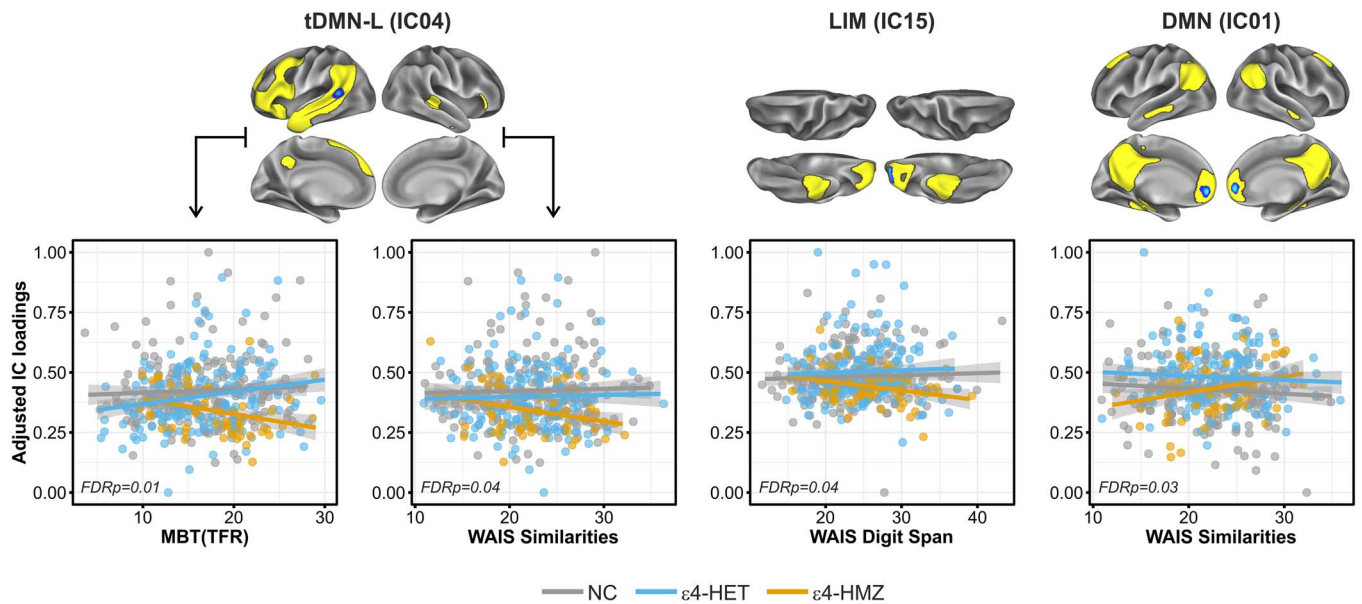 tDMN-L (IC04)
LIM (IC15)
DMN (IC01)
Adjusted IC loadings
1.00
0.75
0.50
0.25
0.00
FDRp=0.01
10 20 30
MBT(TFR)
1.00
0.75
0.50
0.25
0.00
FDRp=0.04
20 30
WAIS Similarities
1.00
0.75
0.50
0.25
0.00
FDRp=0.04
20 30 40
WAIS Digit Span
1.00
0.75
0.50
0.25
0.00
FDRp=0.03
10 20 30
WAIS Similarities
NC ε4-HET ε4-HMZ